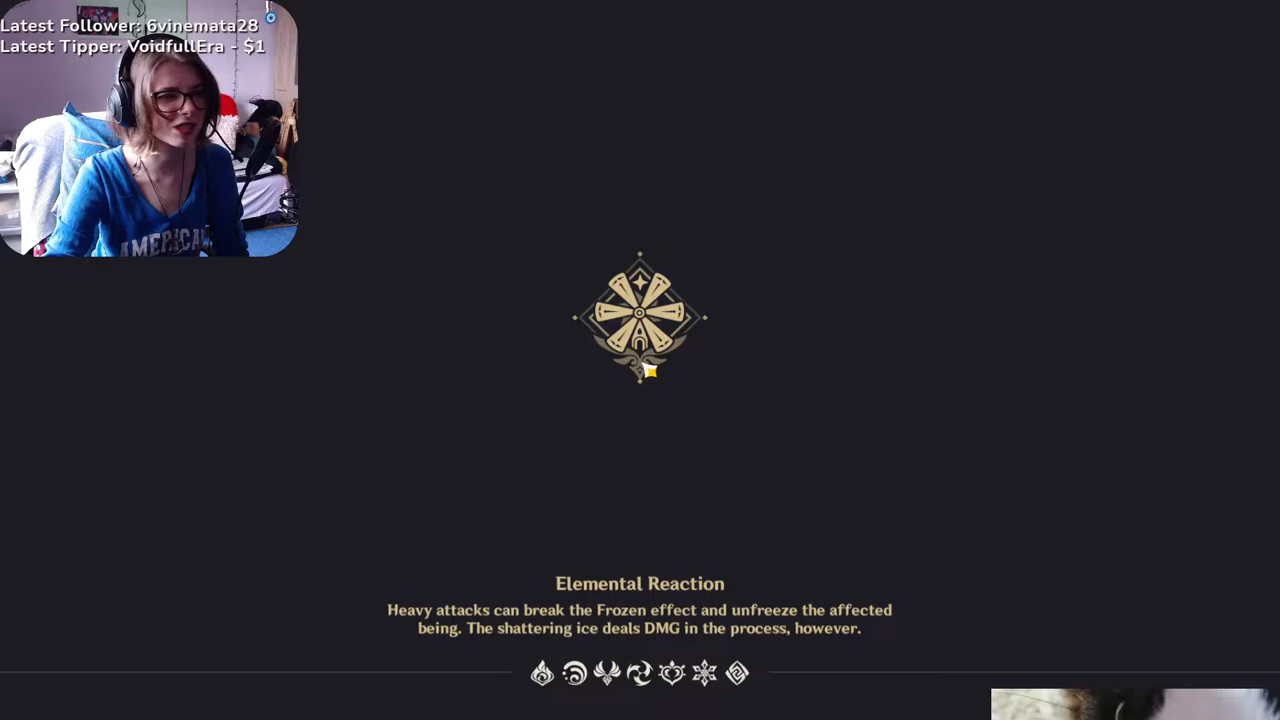 Latest Follower: 6vinemata28
Latest Tipper: VoidfullEra - $1
AMERICA
Elemental Reaction
Heavy attacks can break the Frozen effect and unfreeze the affected
being. The shattering ice deals DMG in the process, however.